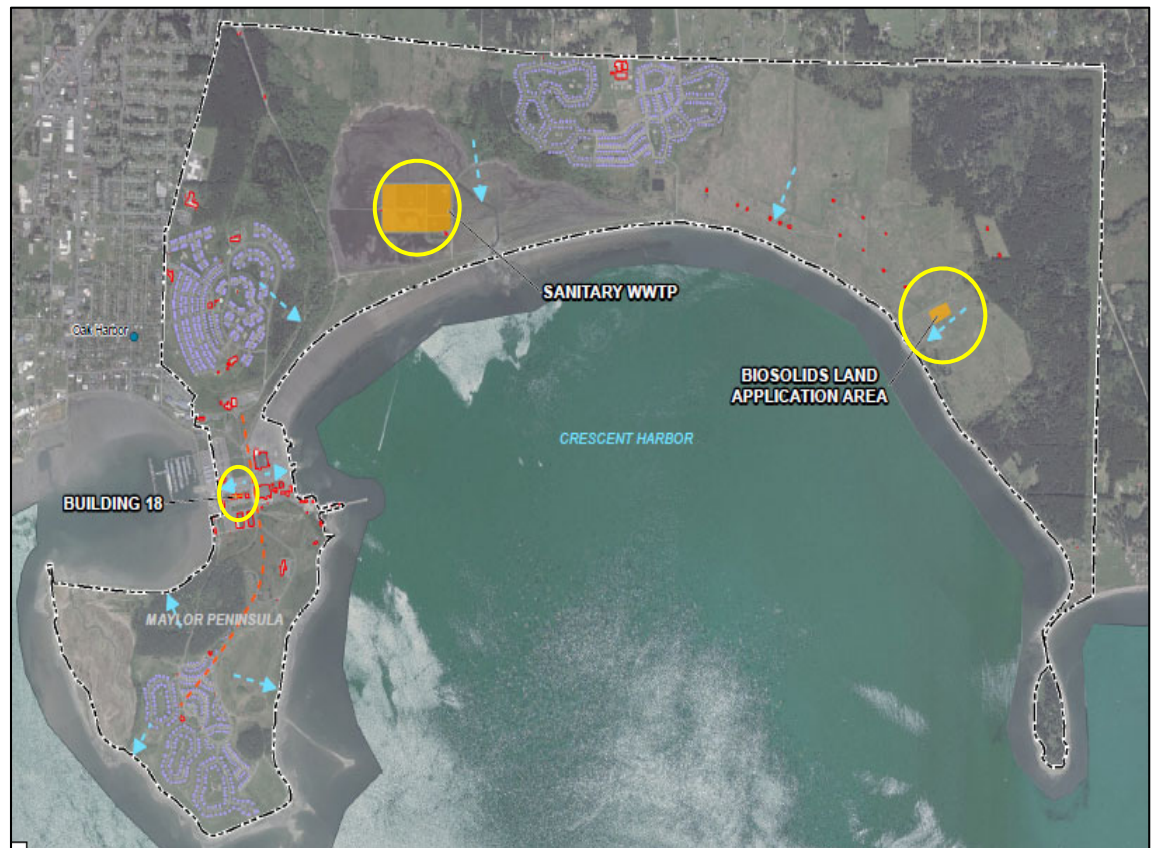 SANITARY WWTP
Oak Harbor
BIOSOLIDS LAND
APPLICATION AREA
CRESCENT HARBOR
BUILDING 18
MAYLOR PENINSULA